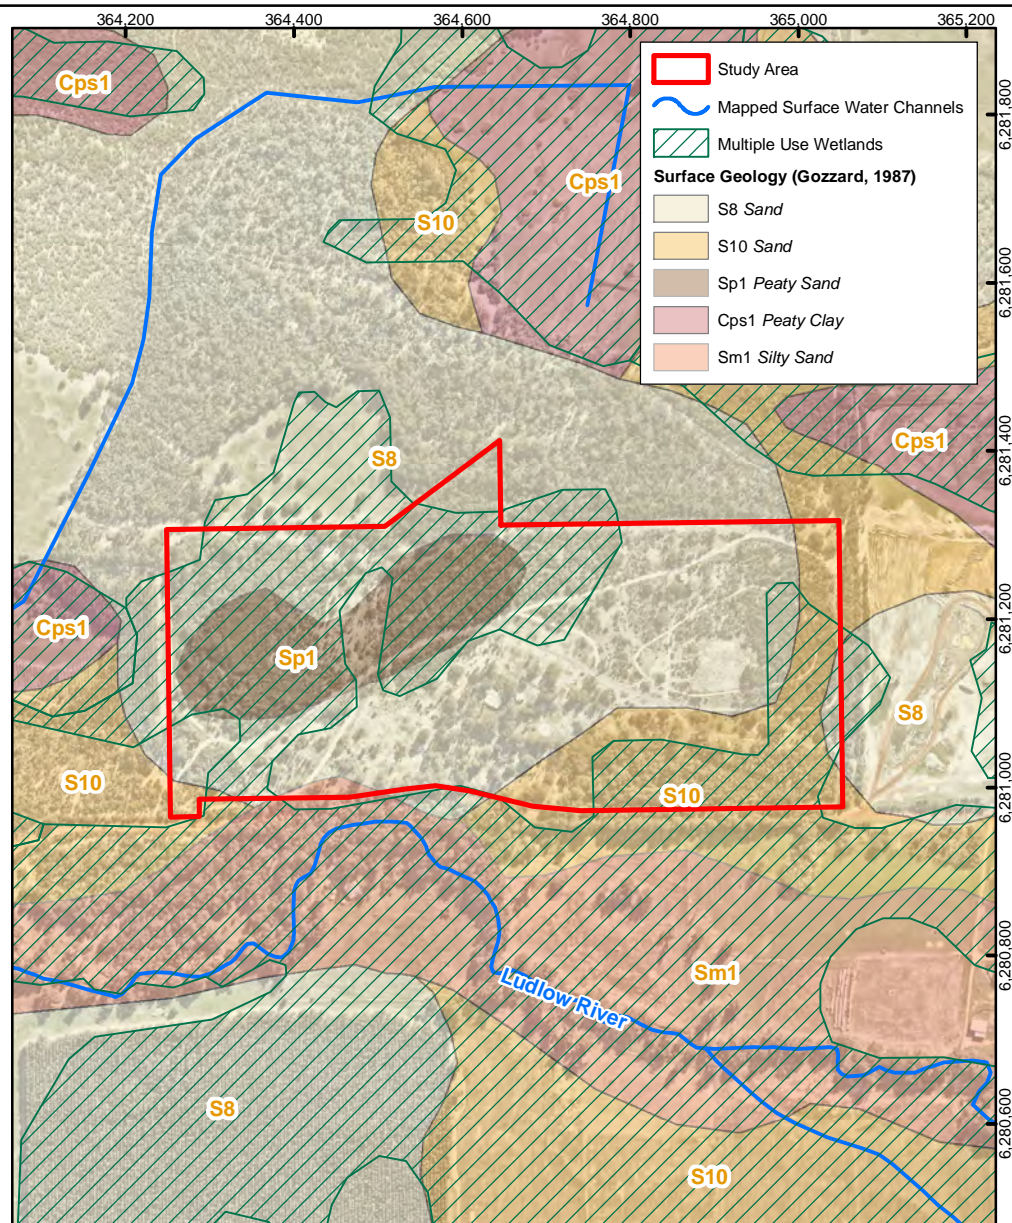 364,200 364,400 364,600 364,800 365,000 365,200
Study Area
Mapped Surface Water Channels
Multiple Use Wetlands
Surface Geology (Gozzard, 1987)
S8 Sand
S10 Sand
Sp1 Peaty Sand
Cps1 Peaty Clay
Sm1 Silty Sand
6,281,800
6,281,600
6,281,400
6,281,200
6,281,000
6,280,800
6,280,600
Cps1
Cps1
S10
Cps1
S8
Cps1
Sp1
S8
S10
S10
Sm1
Ludlow River
S8
S10